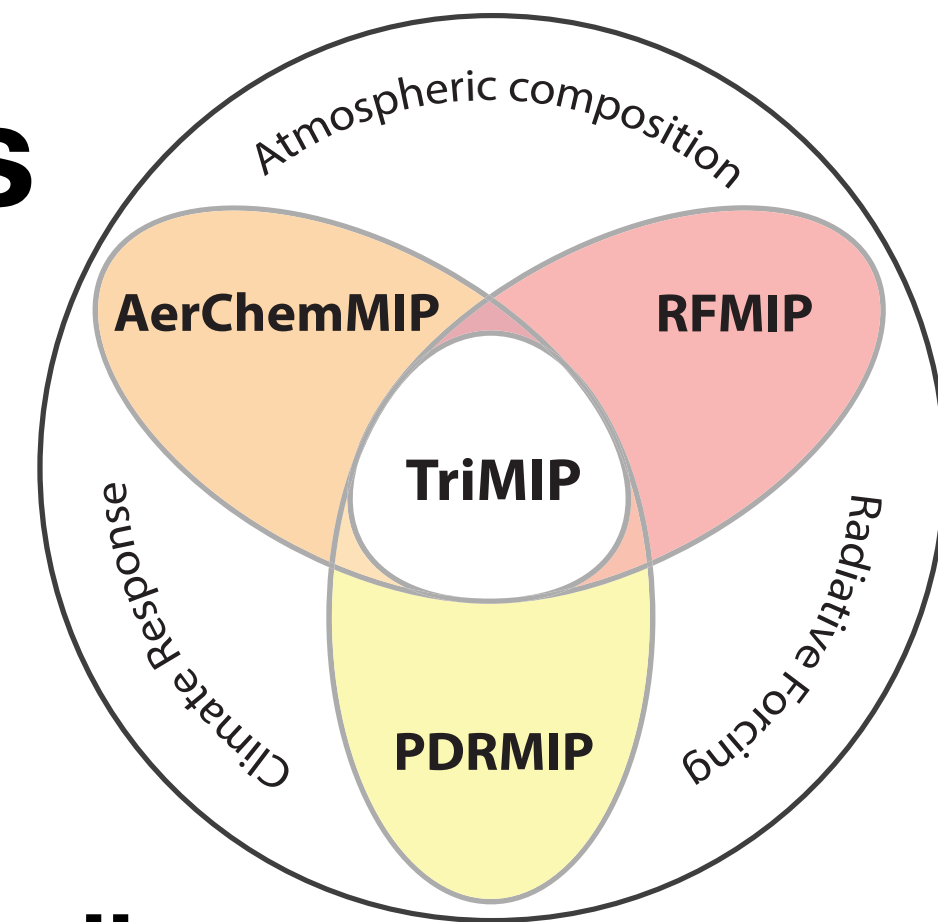 s
Atmospheric composition
AerChemMIP
RFMIP
TriMIP
Climate Response
Radiative Forcing
PDRMIP